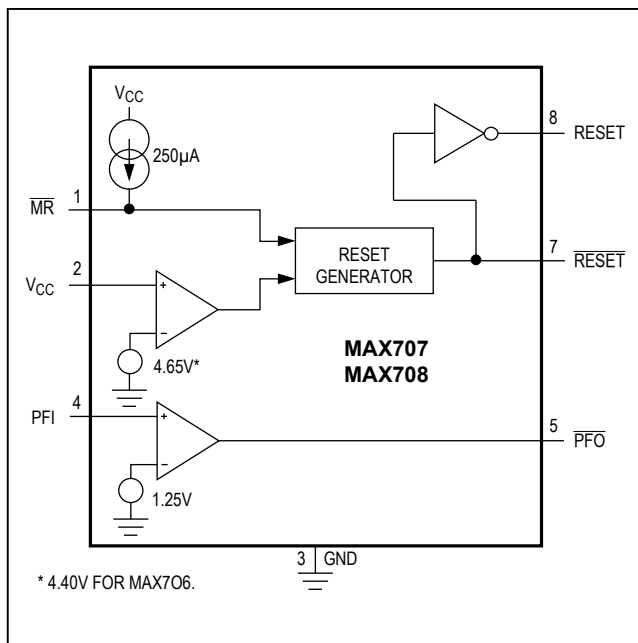 VCC
250µA
MR
1
2
VCC
4.65V*
PFI
4
1.25V
RESET
GENERATOR
MAX707
MAX708
8
RESET
7
RESET
5
PFO
3
GND
* 4.40V FOR MAX7O6.
+
−
+
−